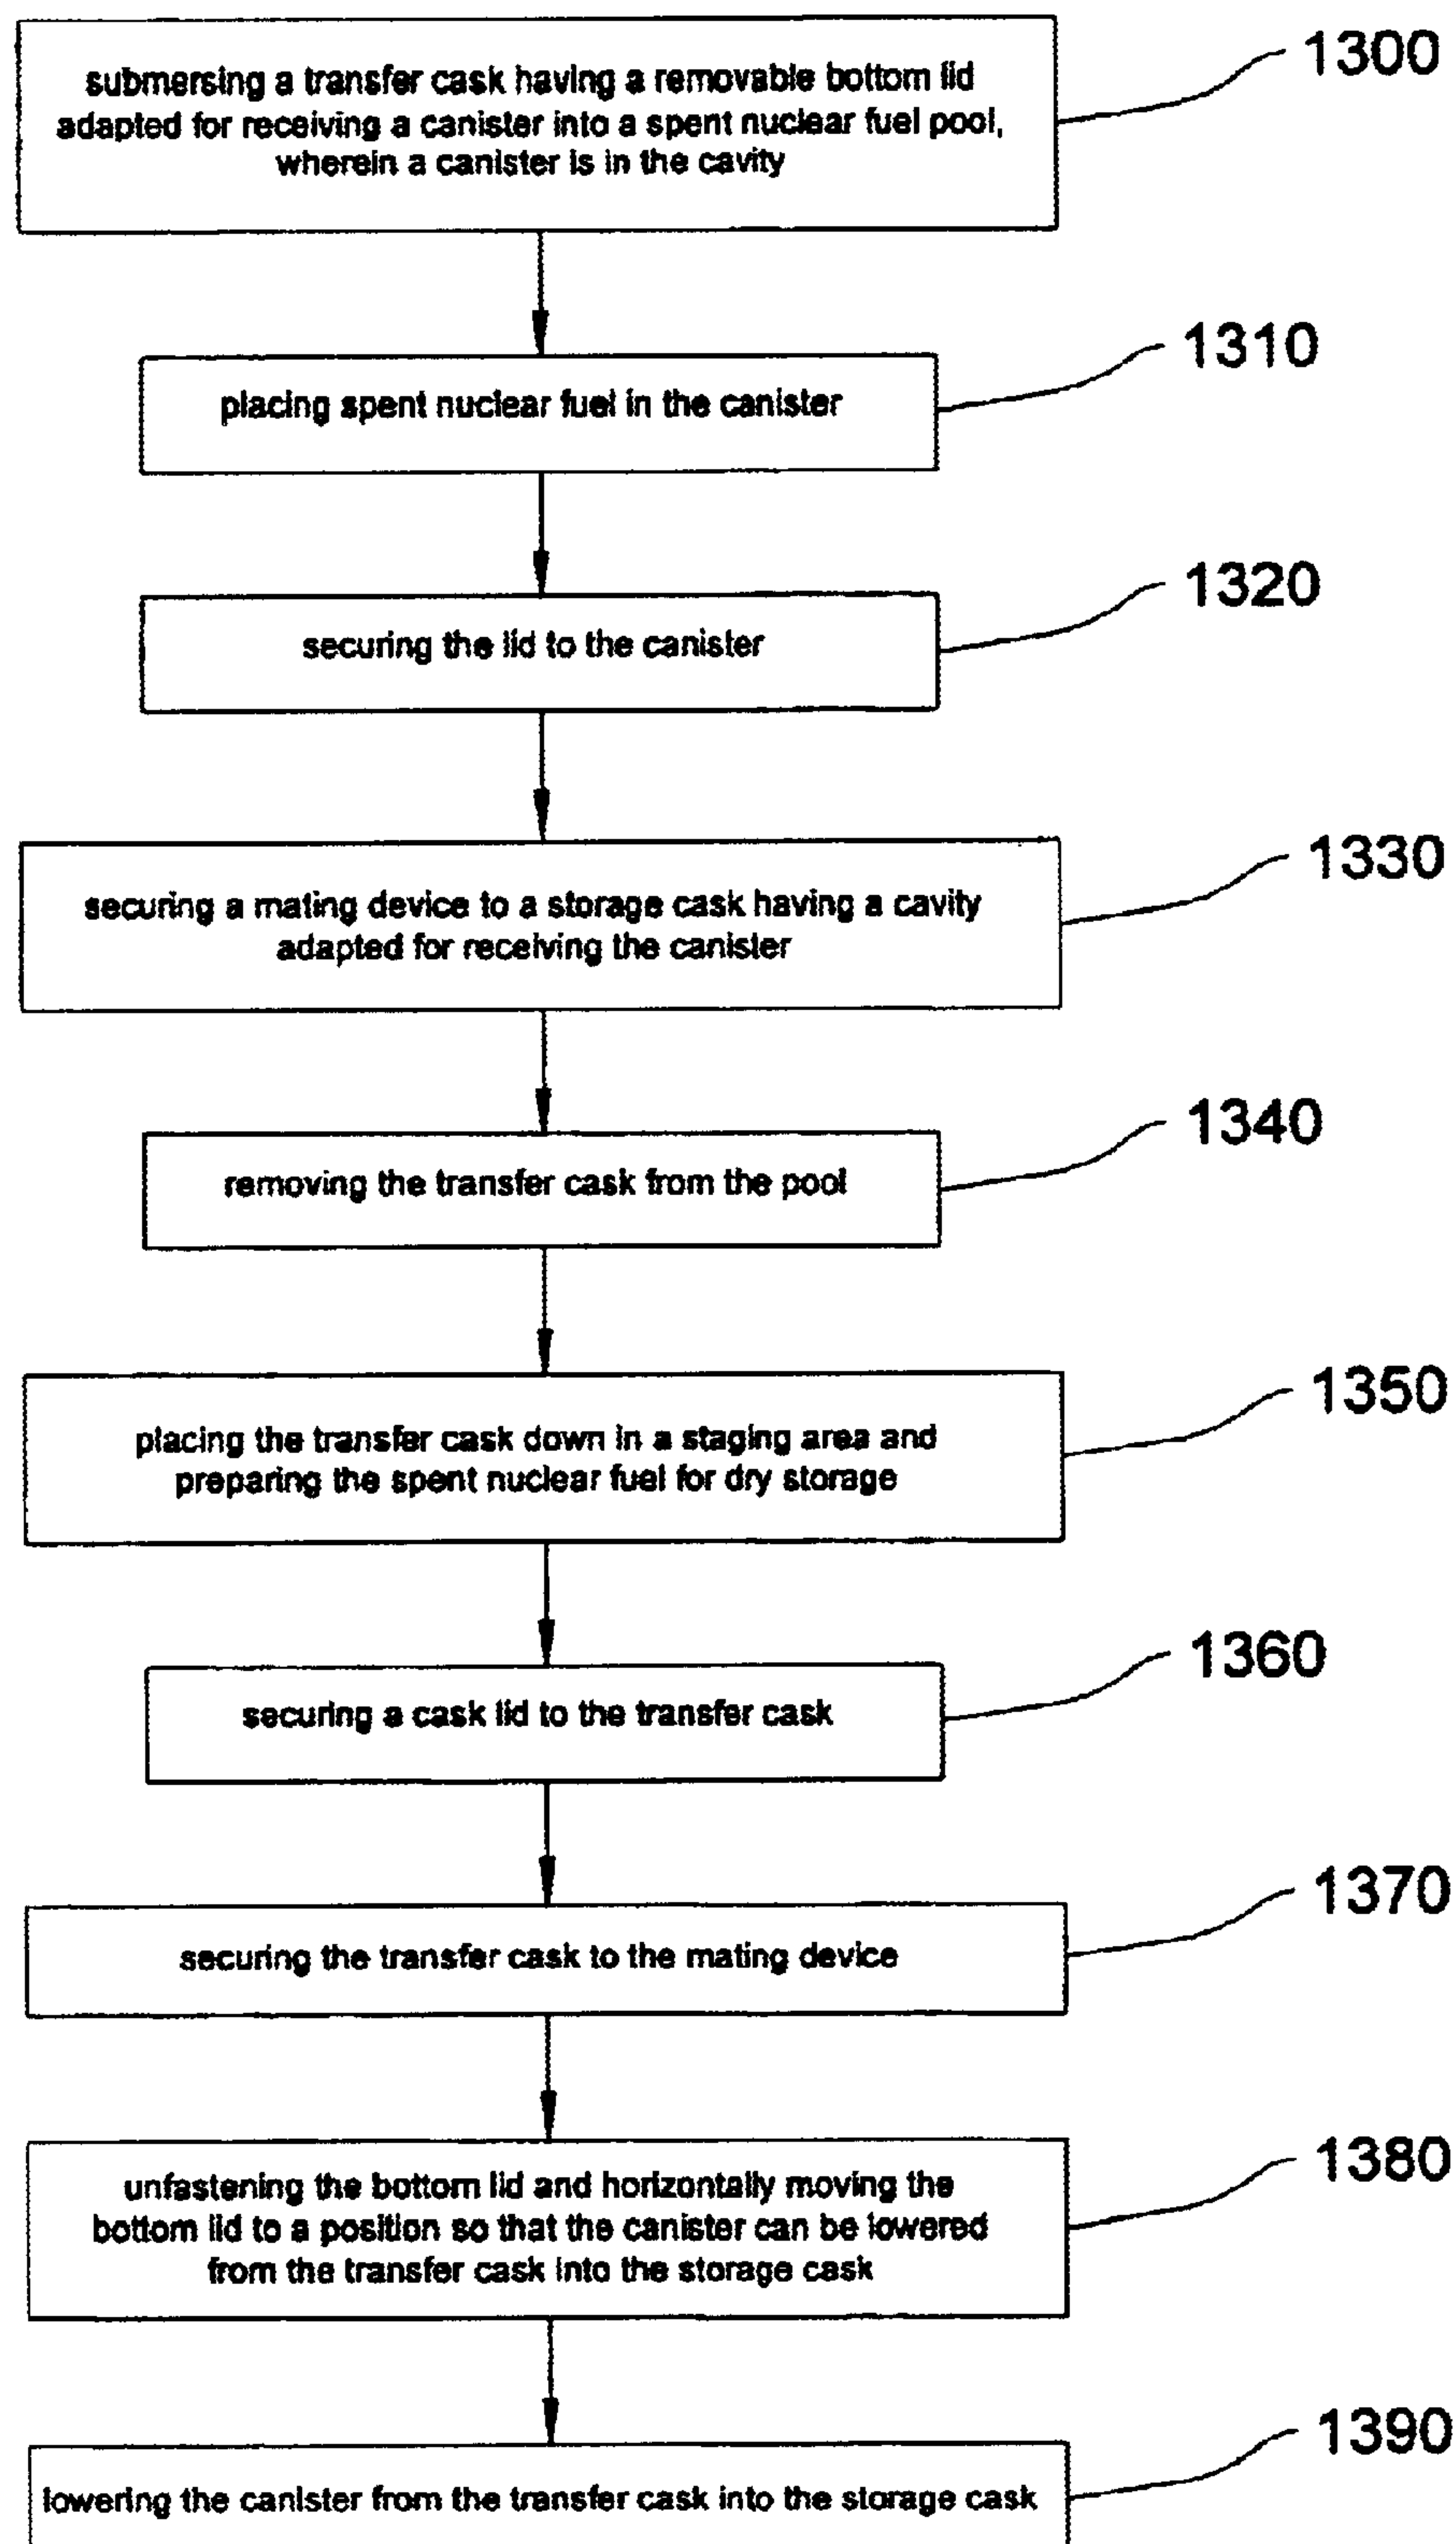 submersing a transfer cask having a removable bottom lid
adapted for receiving a canister into a spent nuclear fuel pool,
wherein a canister is in the cavity
1300
placing spent nuclear fuel in the canister
1310
securing the lid to the canister
1320
securing a mating device to a storage cask having a cavity
adapted for receiving the canister
1330
removing the transfer cask from the pool
1340
placing the transfer cask down in a staging area and
preparing the spent nuclear fuel for dry storage
1350
securing a cask lid to the transfer cask
1360
securing the transfer cask to the mating device
1370
unfastening the bottom lid and horizontally moving the
bottom lid to a position so that the canister can be lowered
from the transfer cask into the storage cask
1380
lowering the canister from the transfer cask into the storage cask
1390